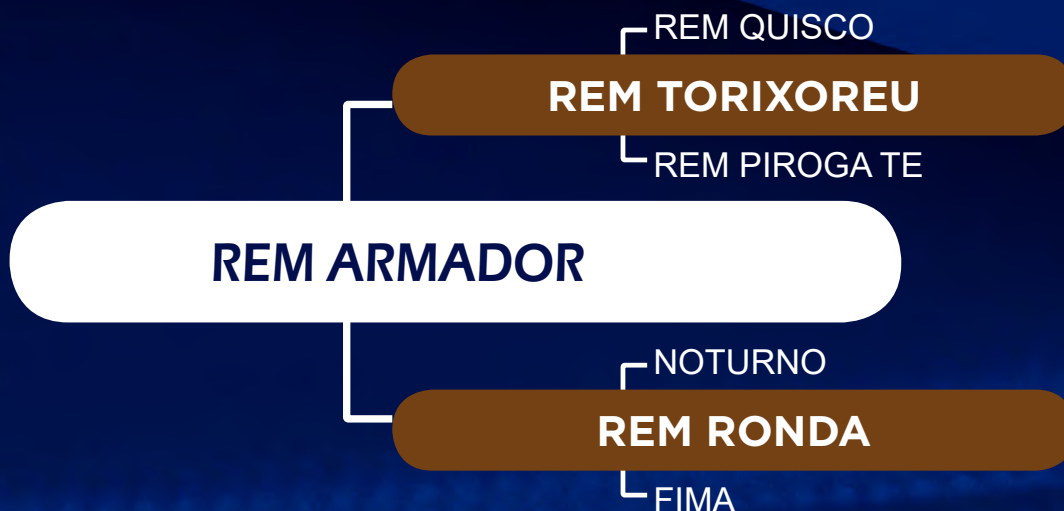 REM QUISCO
REM TORIXOREU
REM PIROGA TE
REM ARMADOR
NOTURNO
REM RONDA
FIMA